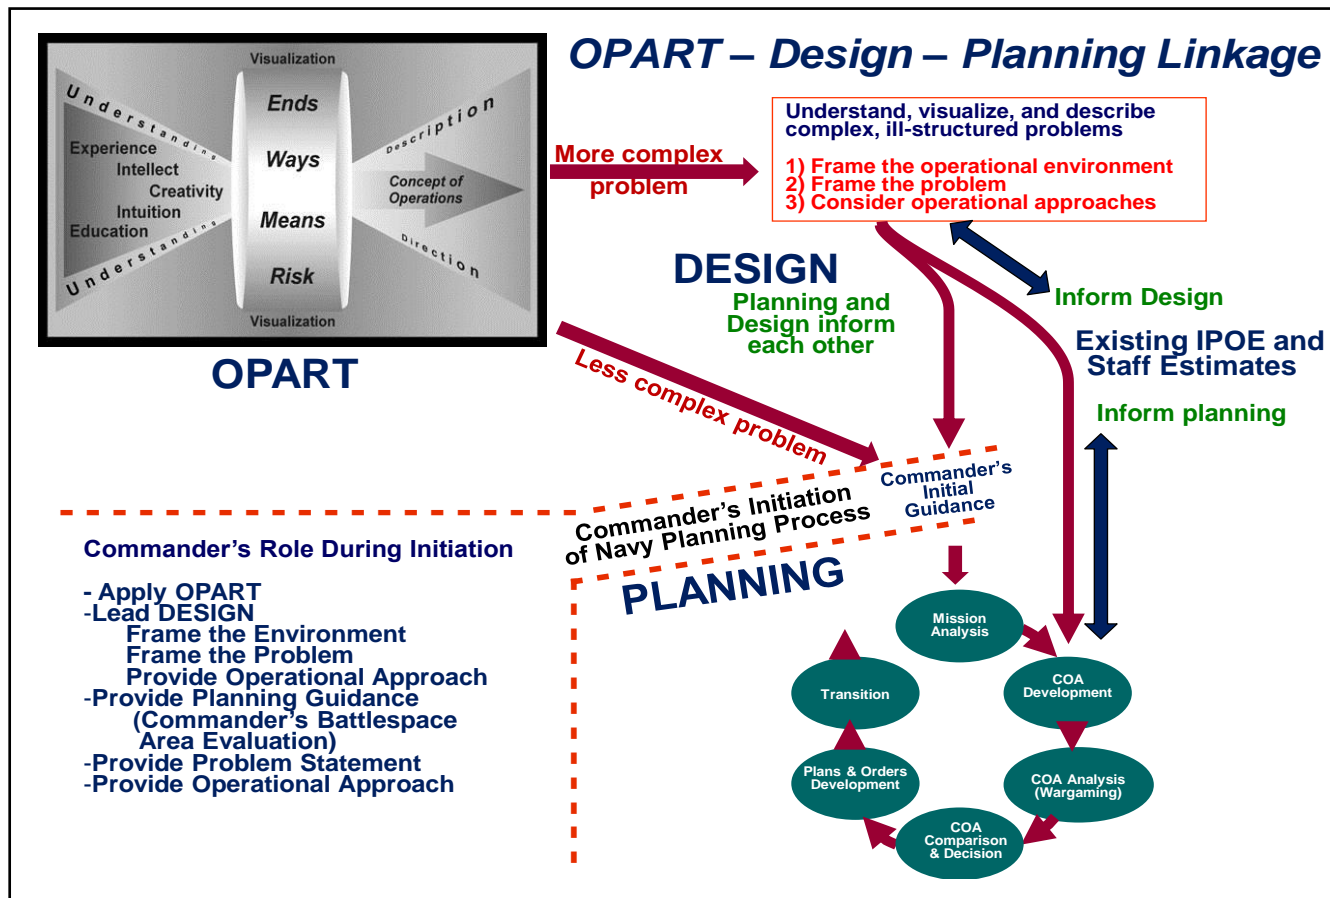 OPART – Design – Planning Linkage
Visualization
Understanding
Experience
Intellect
Creativity
Intuition
Education
Understanding
Ends
Ways
Means
Risk
Visualization
Description
Concept of
Operations
Direction
OPART
More complex
problem
Understand, visualize, and describe
complex, ill-structured problems
1) Frame the operational environment
2) Frame the problem
3) Consider operational approaches
DESIGN
Planning and
Design inform
each other
Inform Design
Existing IPOE and
Staff Estimates
Inform planning
Less complex problem
Commander’s Initiation
of Navy Planning Process
Commander’s
Initial
Guidance
PLANNING
Commander’s Role During Initiation
- Apply OPART
-Lead DESIGN
Frame the Environment
Frame the Problem
Provide Operational Approach
-Provide Planning Guidance
(Commander’s Battlespace
Area Evaluation)
-Provide Problem Statement
-Provide Operational Approach
Mission
Analysis
COA
Development
COA Analysis
(Wargaming)
COA
Comparison
& Decision
Plans & Orders
Development
Transition